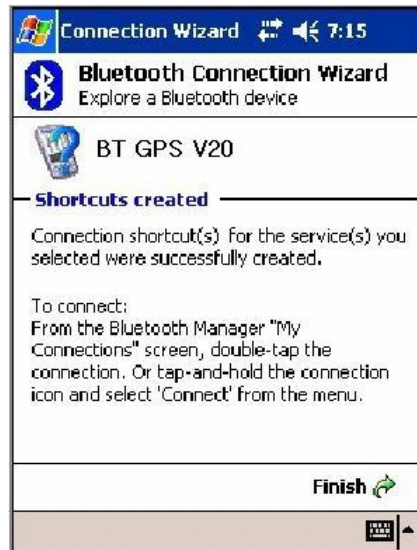 Connection Wizard 7:15
Bluetooth Connection Wizard
Explore a Bluetooth device
BT GPS V20
Shortcuts created
Connection shortcut(s) for the service(s) you
selected were successfully created.
To connect:
From the Bluetooth Manager "My
Connections" screen, double-tap the
connection. Or tap-and-hold the connection
icon and select 'Connect' from the menu.
Finish